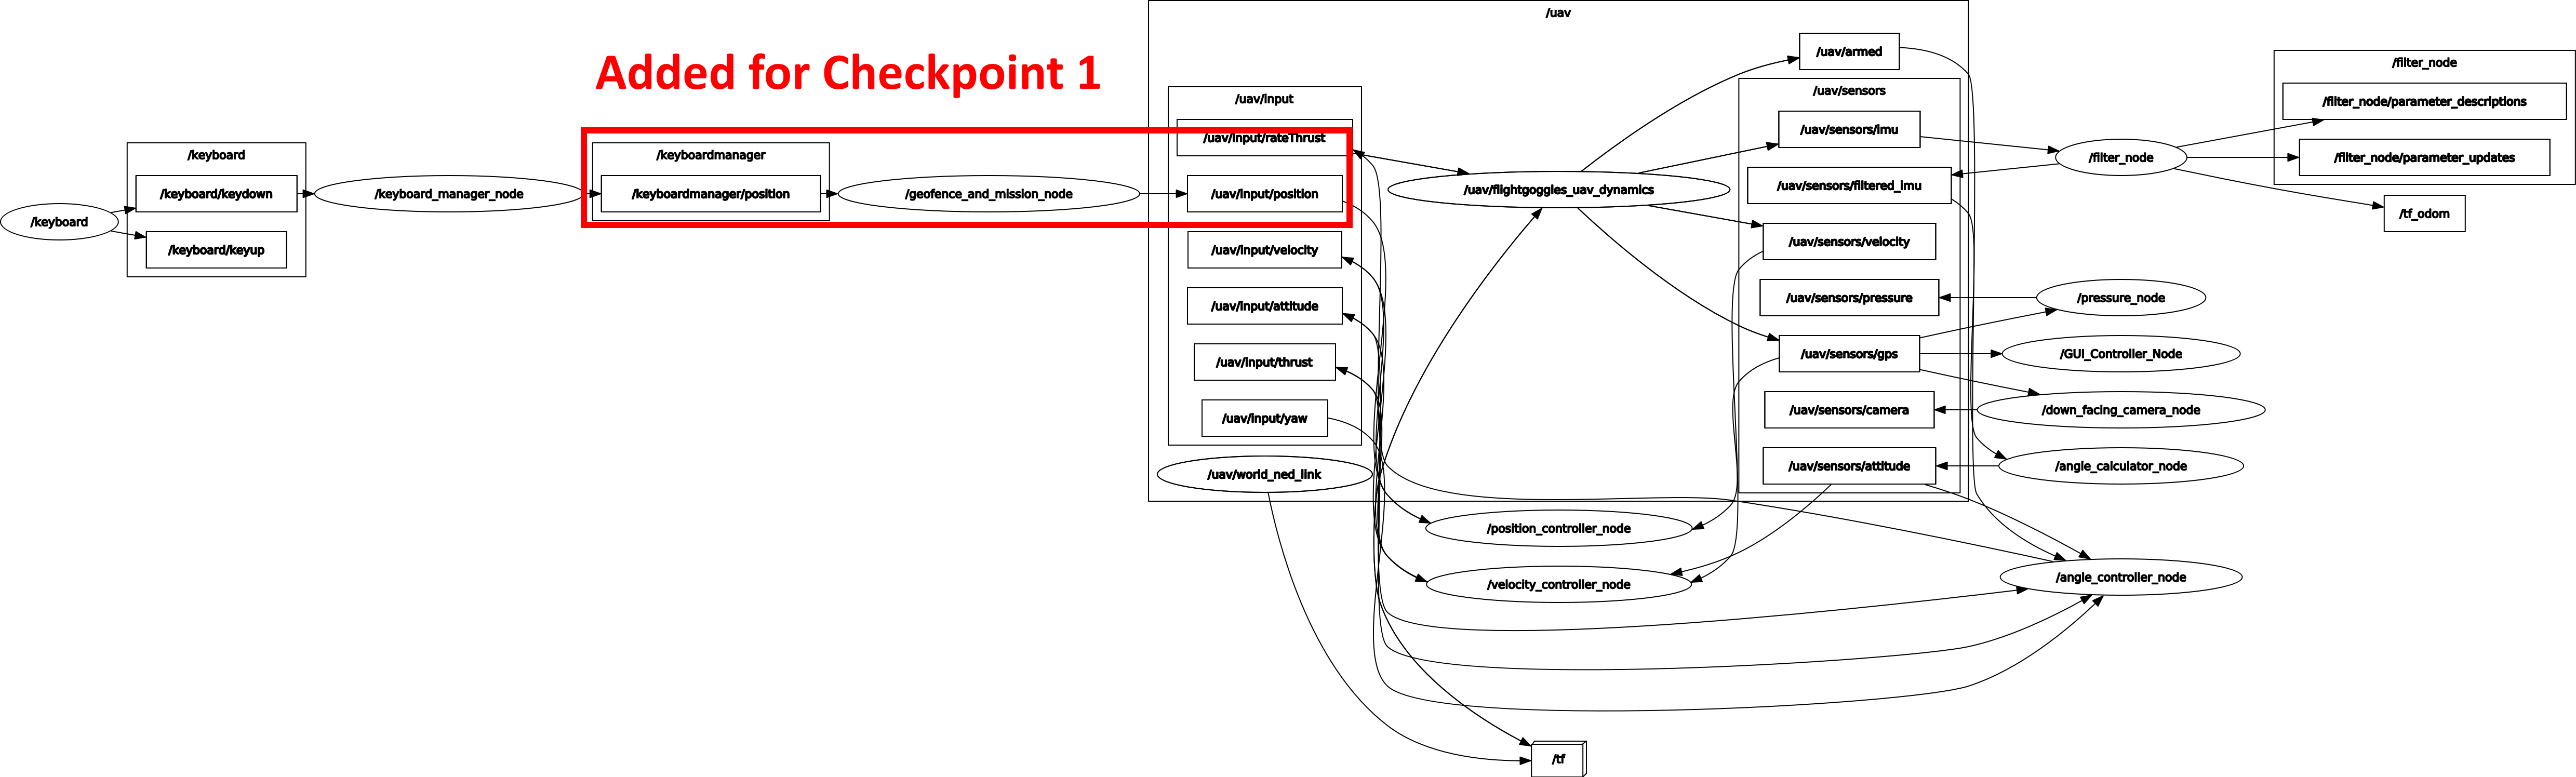 /uav
Added for Checkpoint 1
/uav/armed
/filter_node
/uav/input
/uav/sensors
/filter_node/parameter_descriptions
/uav/input/rateThrust
/uav/sensors/imu
/keyboard
/keyboardmanager
/filter_node
/filter_node/parameter_updates
/keyboard/keydown
/keyboard_manager_node
/keyboardmanager/position
/geofence_and_mission_node
/uav/input/position
/uav/flightgoggles_uav_dynamics
/uav/sensors/filtered_imu
/tf_odom
/keyboard
/keyboard/keyup
/uav/input/velocity
/uav/sensors/velocity
/uav/input/attitude
/uav/sensors/pressure
/pressure_node
/uav/input/thrust
/uav/sensors/gps
/GUI_Controller_Node
/uav/input/yaw
/uav/sensors/camera
/down_facing_camera_node
/uav/world_ned_link
/uav/sensors/attitude
/angle_calculator_node
/position_controller_node
/velocity_controller_node
/angle_controller_node
/tf